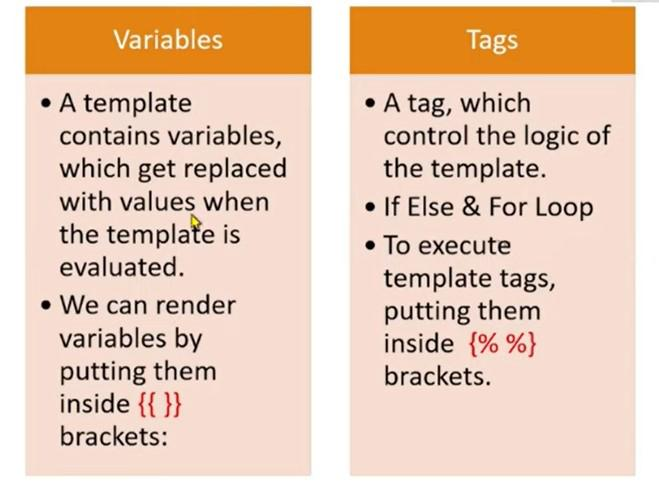 Variables
• A template
contains variables,
which get replaced
with values when
the template is
evaluated.
• We can render
variables by
putting them
inside {{ }}
brackets:
Tags
• A tag, which
control the logic of
the template.
• If Else & For Loop
• To execute
template tags,
putting them
inside {% %}
brackets.